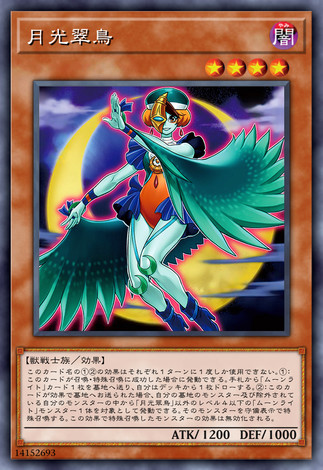 月光翠鳥
闇
やみ
【獣戦士族/効果】
このカード名の①②の効果はそれぞれ1ターンに1度しか使用できない。①:
このカードが召喚・特殊召喚に成功した場合に発動できる。手札から「ムーンラ
イト」カード1枚を墓地へ送り、自分はデッキから1枚ドローする。②:このカー
ドが効果で墓地へ送られた場合、自分の墓地のモンスター及び除外されて
いる自分のモンスターの中から「月光翠鳥」以外のレベル4以下の「ムーンライ
ト」モンスター1体を対象として発動できる。そのモンスターを守備表示で
特殊召喚する。この効果で特殊召喚したモンスターの効果は無効化される。
ATK/1200 DEF/1000
14152693